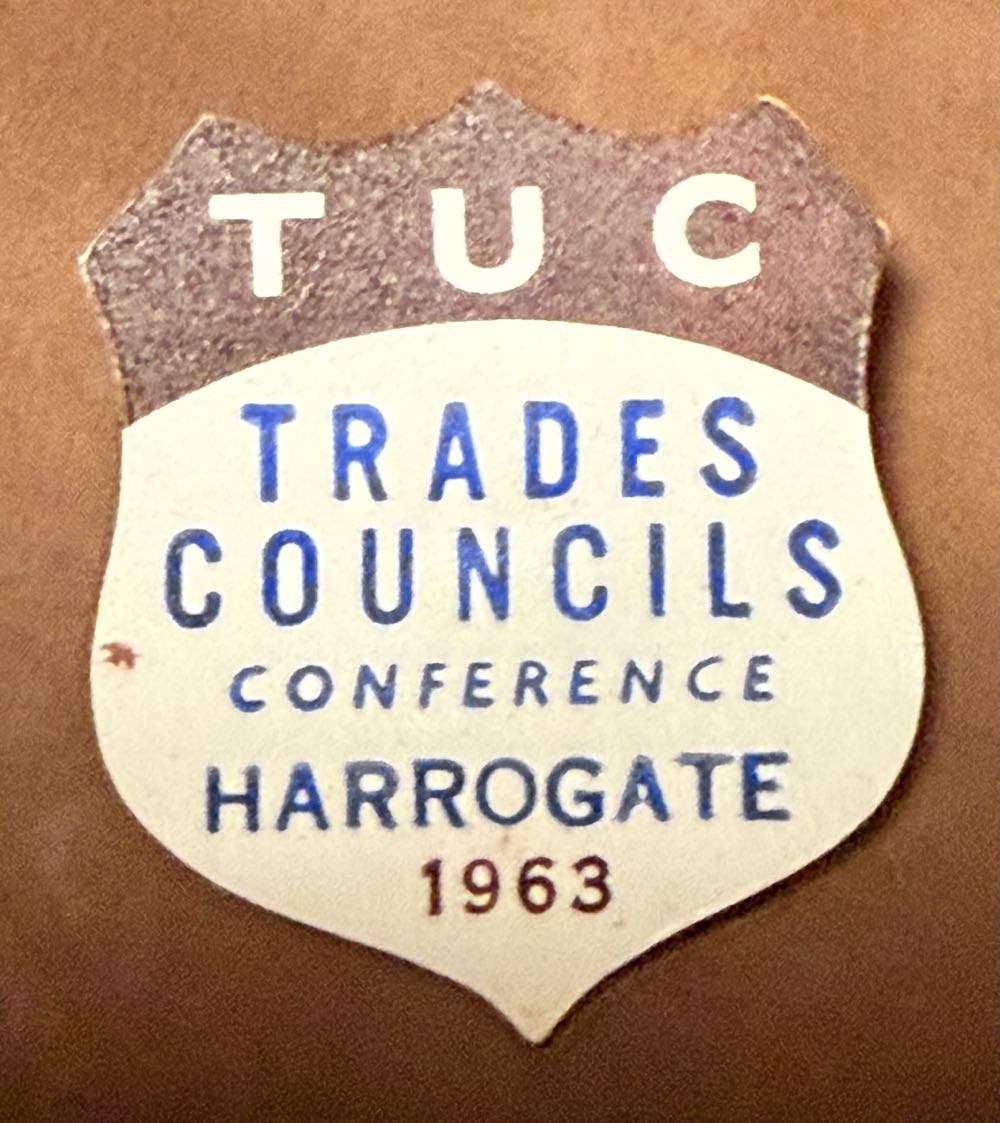 TUC
TRADES
COUNCILS
CONFERENCE
HARROGATE
1963